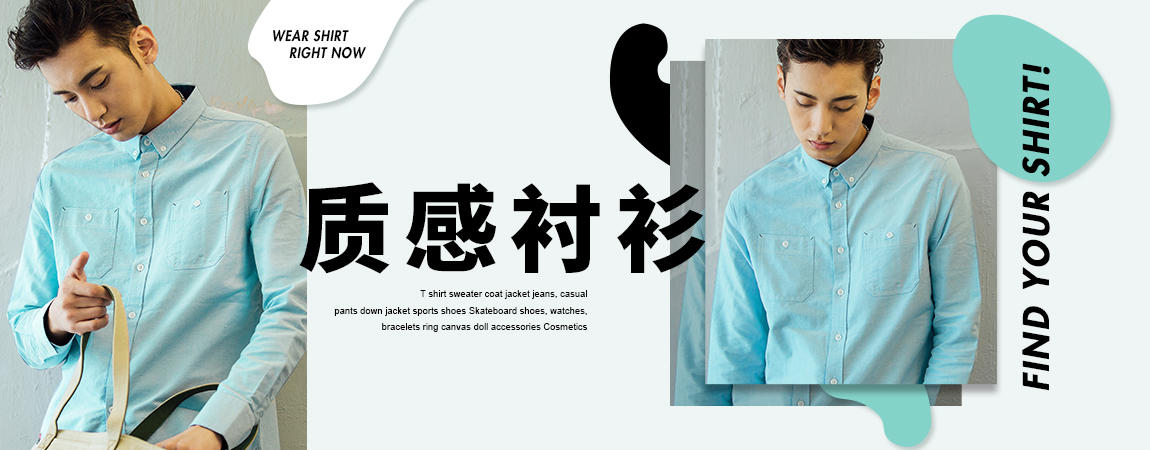 WEAR SHIRT
RIGHT NOW
质感衬衫
T shirt sweater coat jacket jeans, casual
pants down jacket sports shoes Skateboard shoes, watches,
bracelets ring canvas doll accessories Cosmetics
FIND YOUR SHIRT!